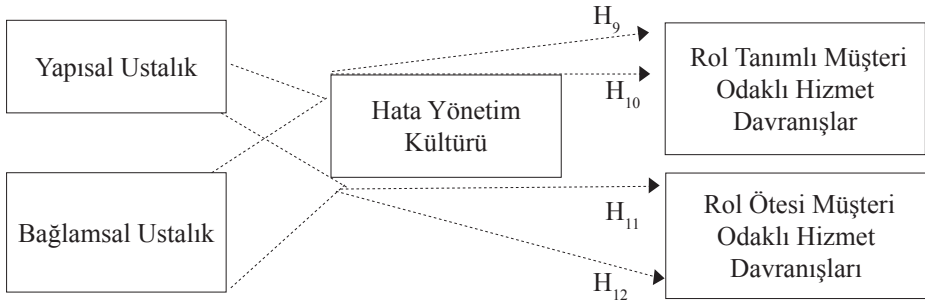 Yapısal Ustalık
Bağlamsal Ustalık
Hata Yönetim
Kültürü
H9
H10
H11
H12
Rol Tanımlı Müşteri
Odaklı Hizmet
Davranışlar
Rol Ötesi Müşteri
Odaklı Hizmet
Davranışları